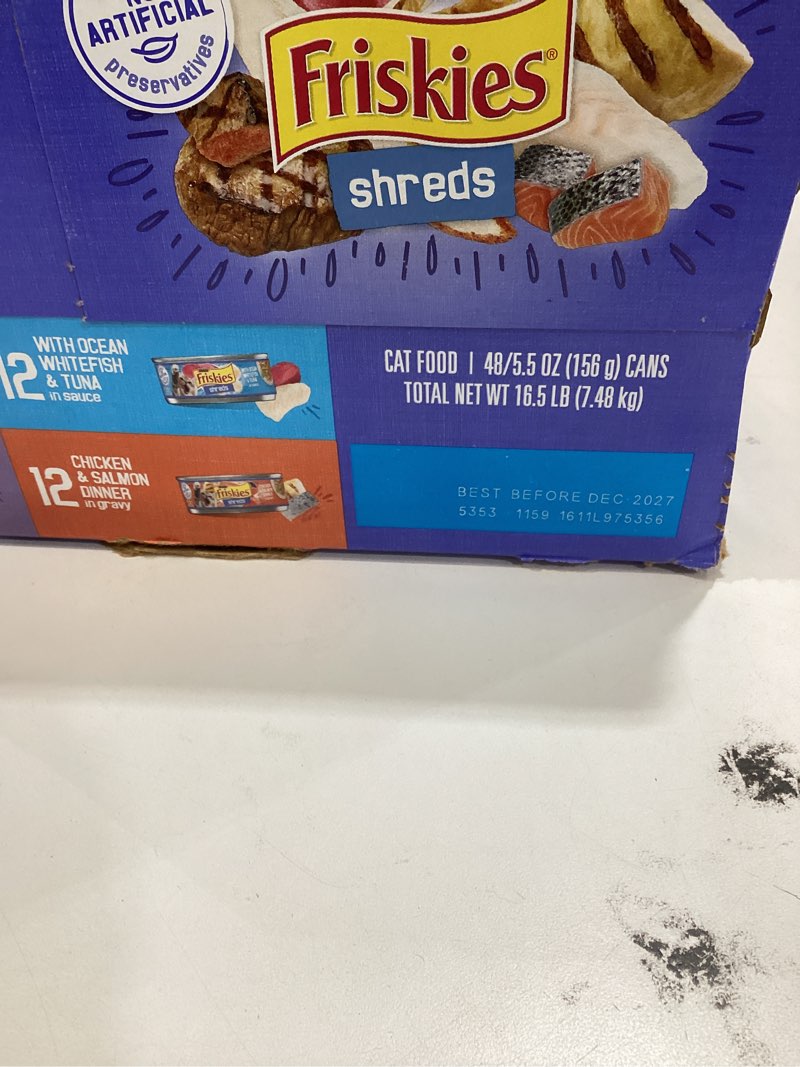 NO
ARTIFICIAL
preservatives
Friskies®
shreds
12
WITH OCEAN
WHITEFISH
& TUNA
in sauce
Friskies
12
CHICKEN
& SALMON
DINNER
in gravy
Friskies
CAT FOOD | 48/5.5 OZ (156 g) CANS
TOTAL NET WT 16.5 LB (7.48 kg)
BEST BEFORE DEC 2027
5353 1159 1611L975356